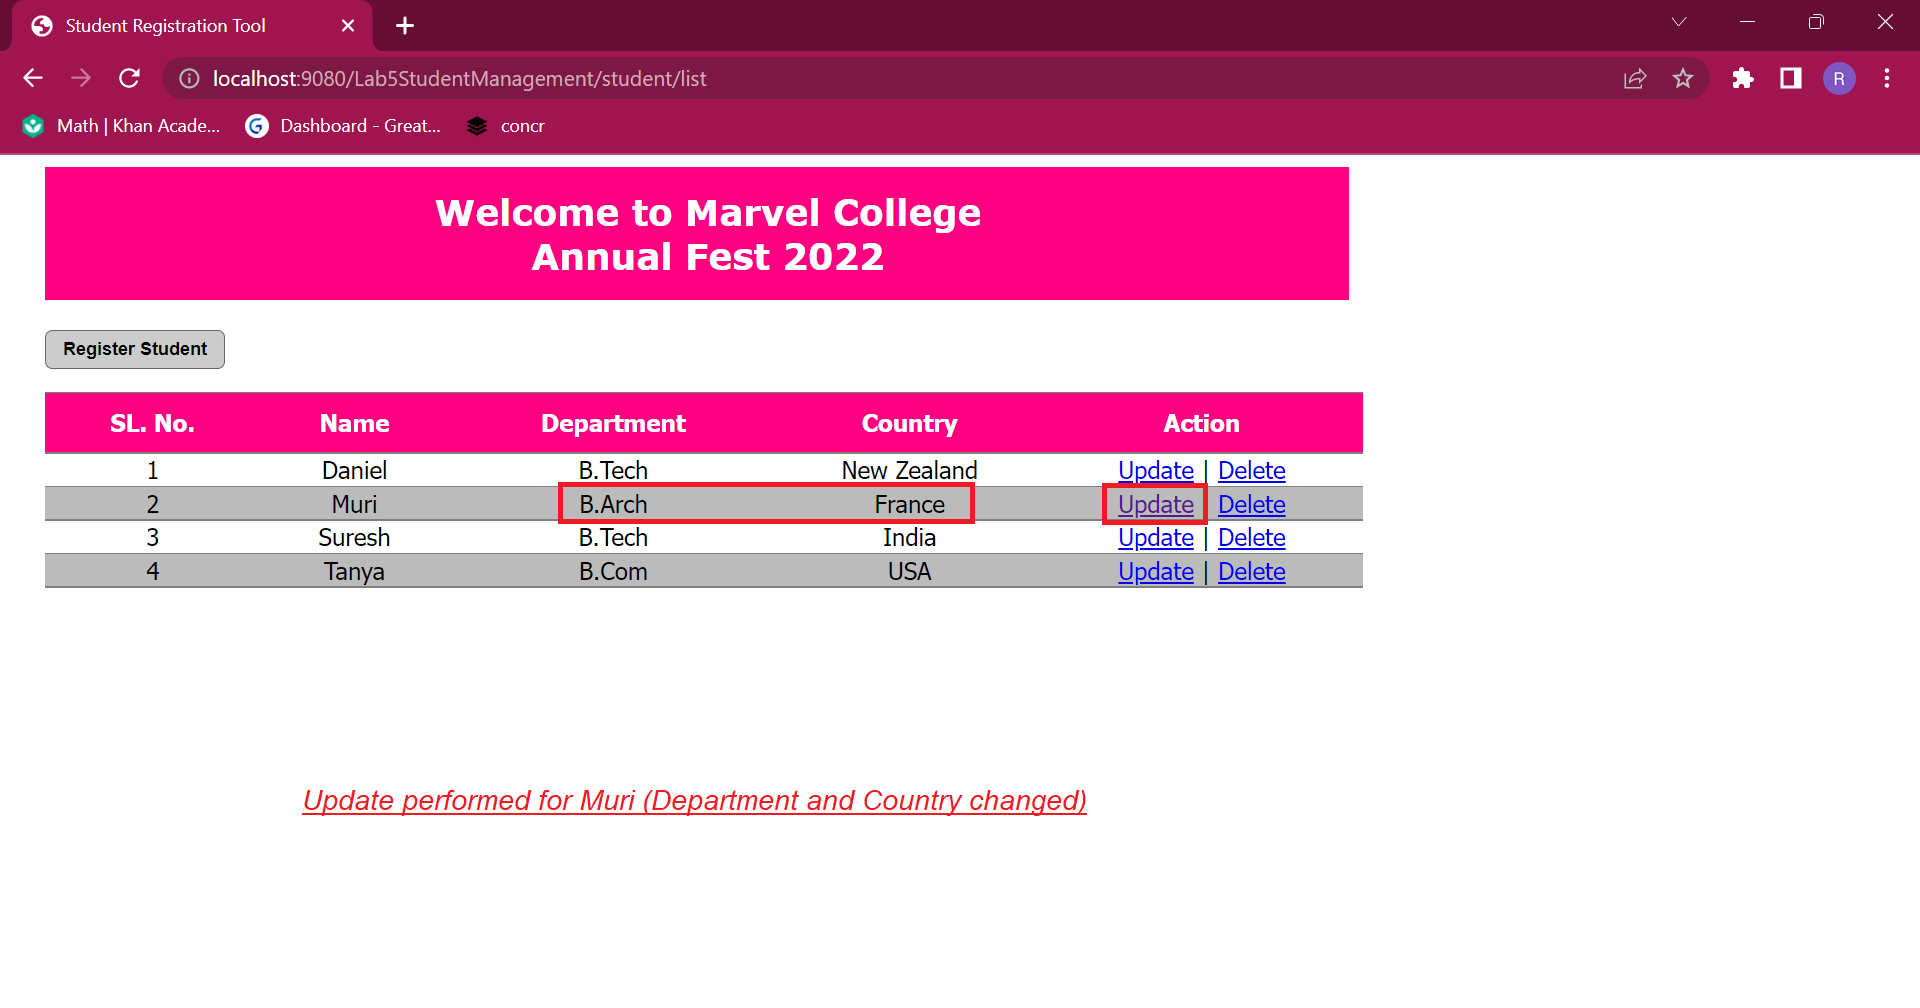 Student Registration Tool
localhost:9080/Lab5StudentManagement/student/list
R
Math | Khan Acade... Dashboard - Great... concr
Welcome to Marvel College
Annual Fest 2022
Register Student
SL. No. Name Department Country Action
1 Daniel B.Tech New Zealand Update | Delete
2 Muri B.Arch France Update Delete
3 Suresh B.Tech India Update | Delete
4 Tanya B.Com USA Update | Delete
Update performed for Muri (Department and Country changed)